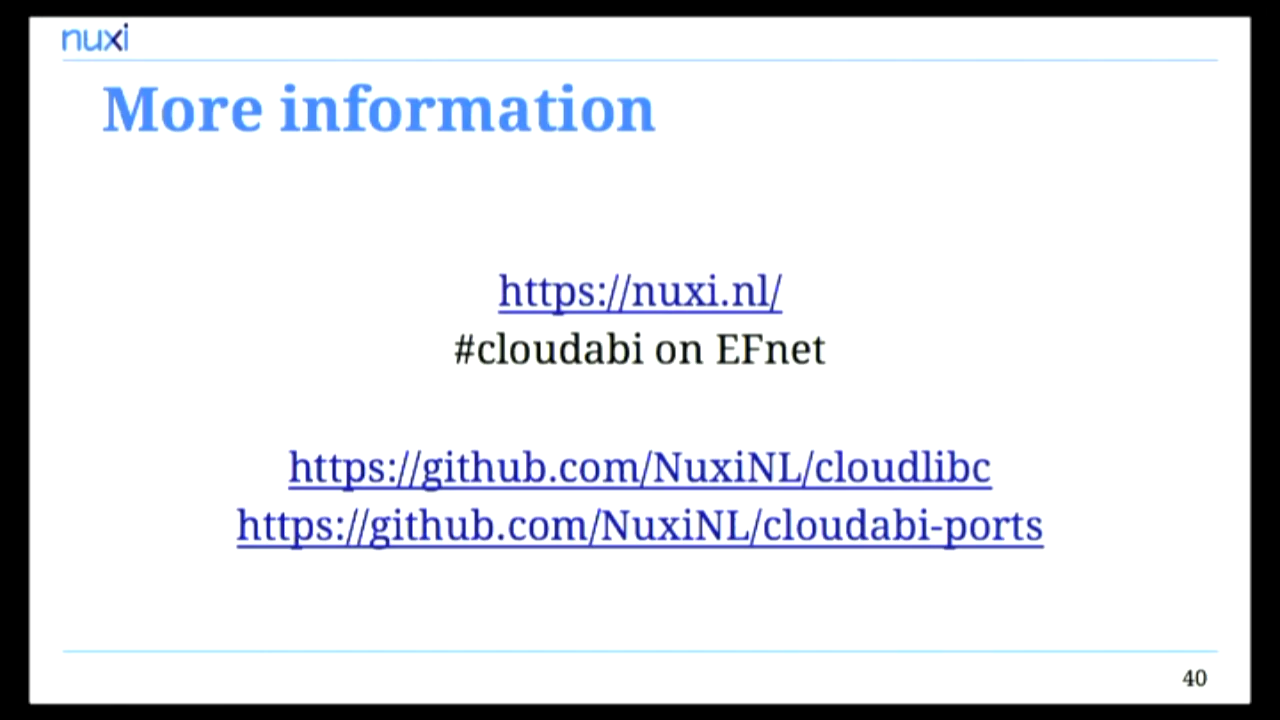 nuxi
More information
https://nuxi.nl/
#cloudabi on EFnet
https://github.com/NuxiNL/cloudlibc
https://github.com/NuxiNL/cloudabi-ports
40